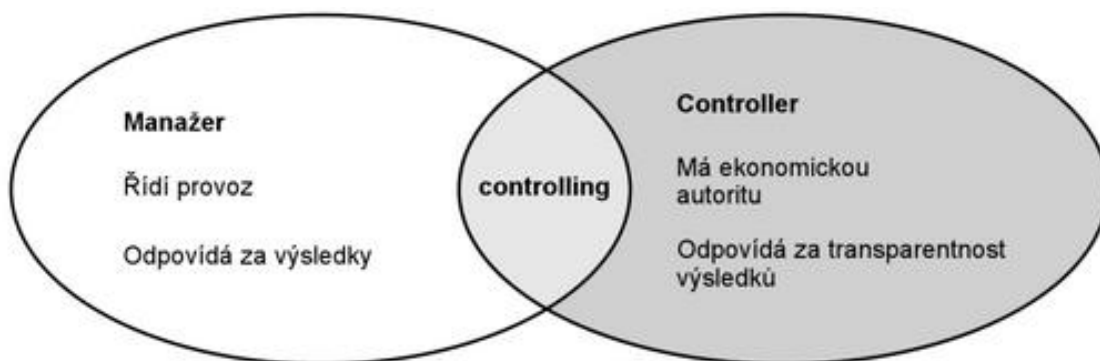 Manažer
Řídí provoz
Odpovídá za výsledky
controlling
Controller
Má ekonomickou
autoritu
Odpovídá za transparentnost
výsledků